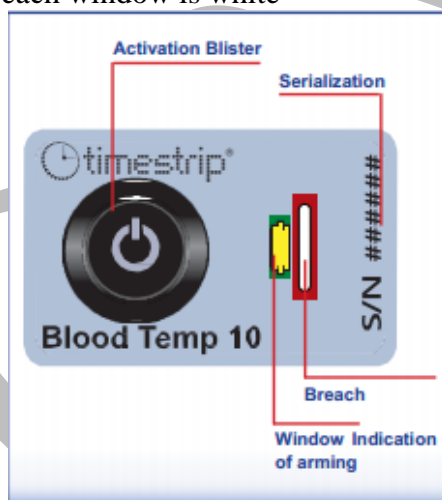 each window is white
Activation Blister
Serialization
timestrip®
S/N ######
Blood Temp 10
Breach
Window Indication
of arming